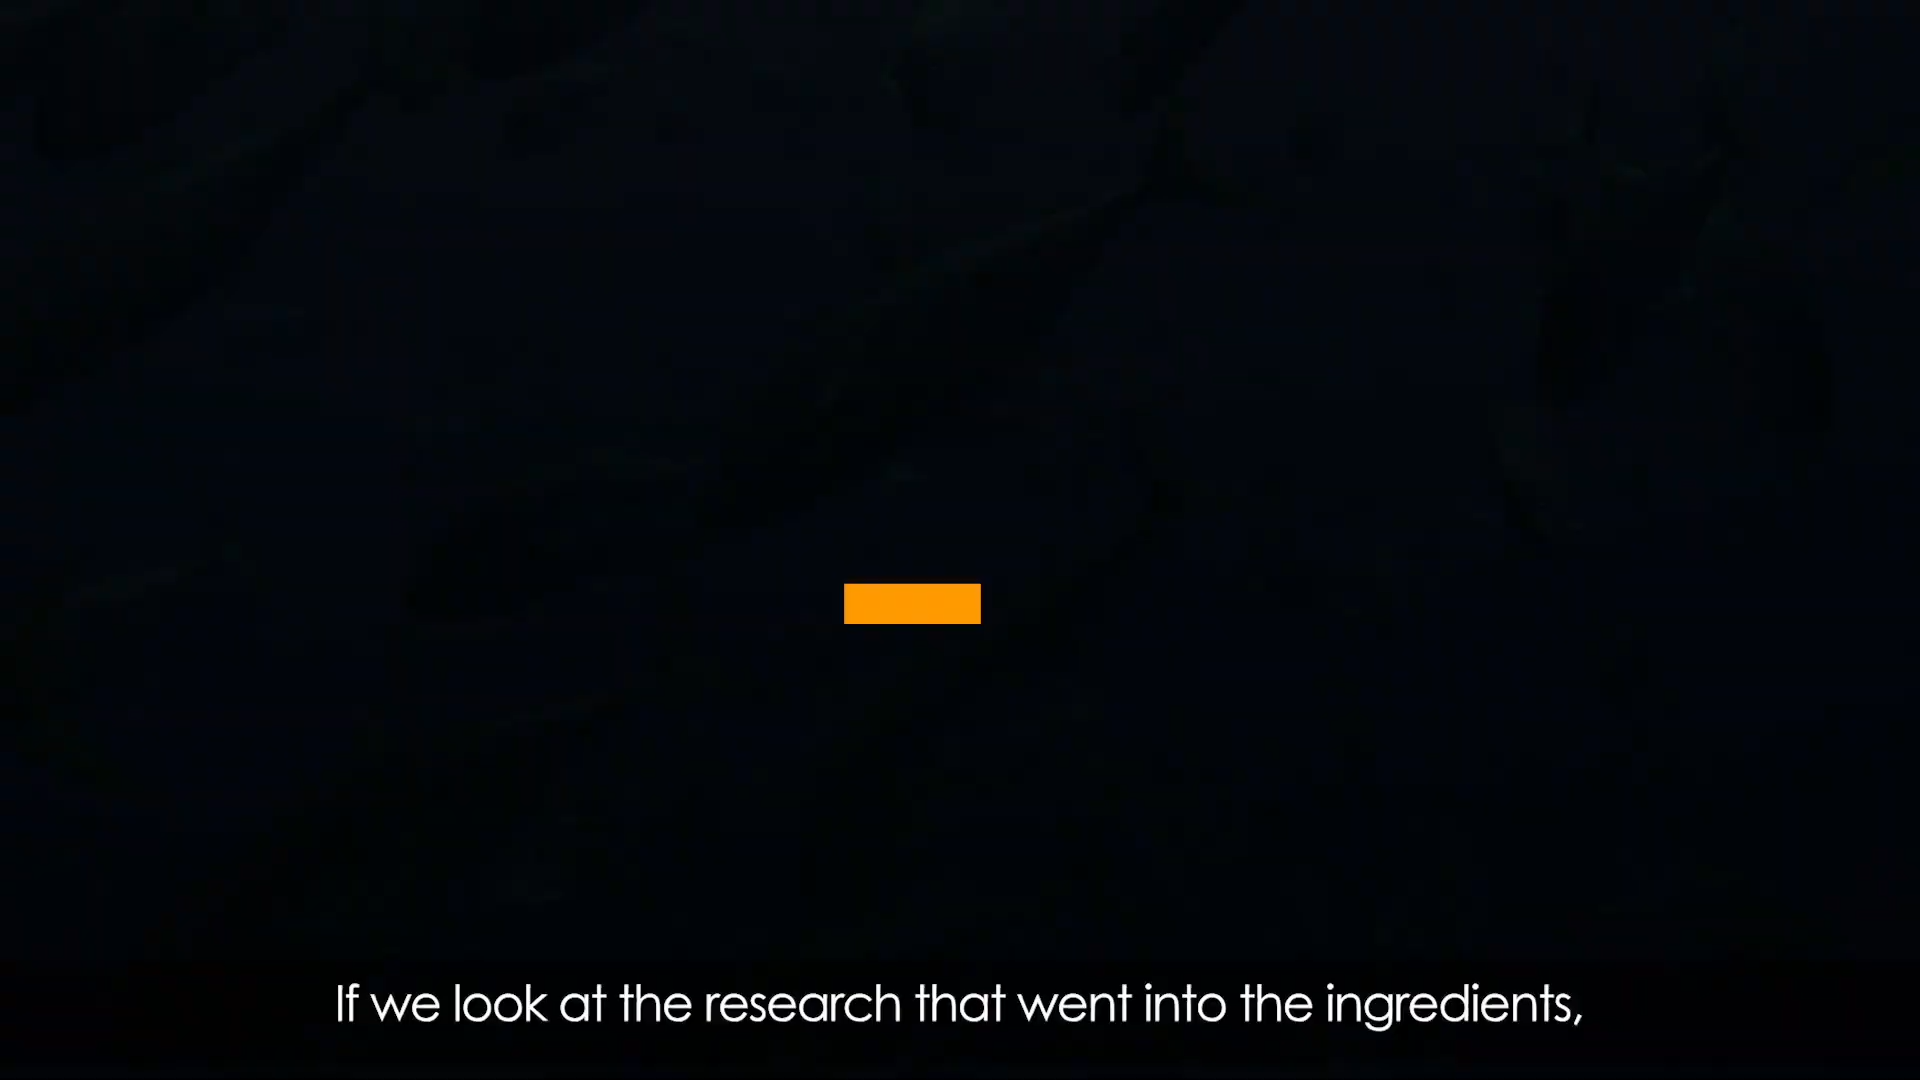 If we look at the research that went into the ingredients,